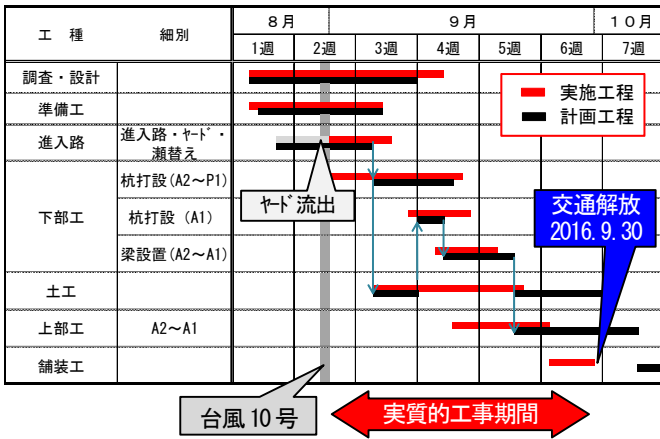 工 種 細別 8月 9月 10月
1週 2週 3週 4週 5週 6週 7週
調査・設計
準備工
進入路 進入路・ﾔｰﾄﾞ・
瀬替え
下部工 杭打設(A2～P1)
杭打設 (A1)
梁設置(A2～A1)
土工
上部工 A2～A1
舗装工
実施工程
計画工程
ﾔｰﾄﾞ流出
交通解放
2016.9.30
台風10号
実質的工事期間